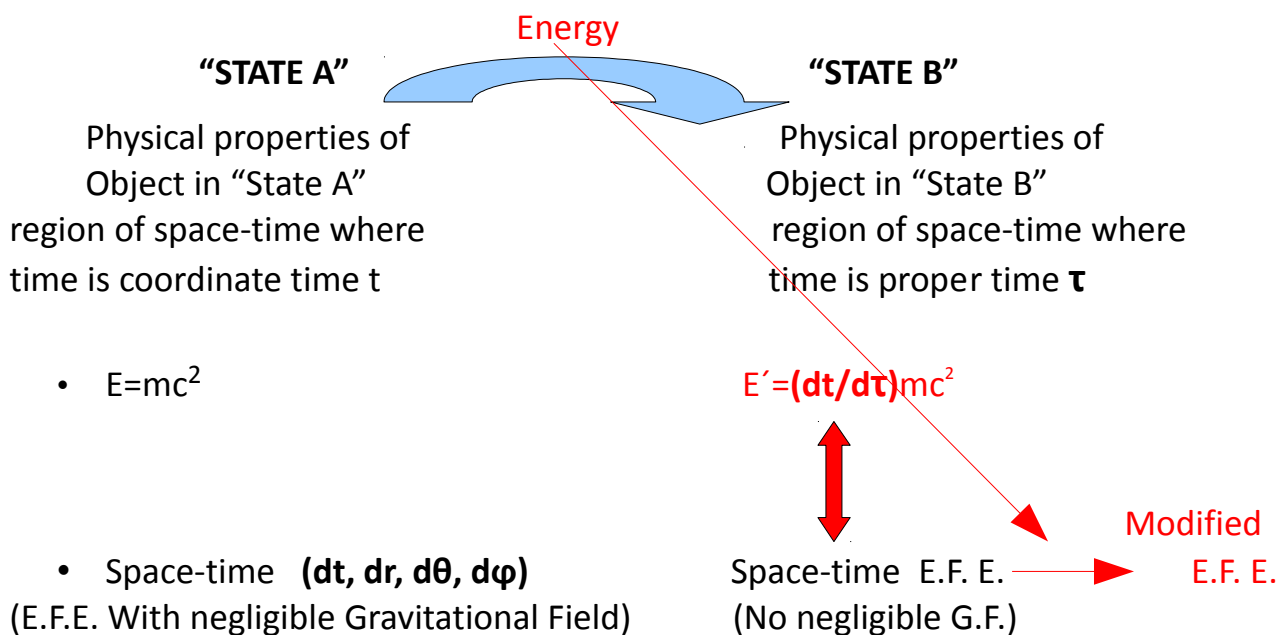 Energy
“STATE A”
“STATE B”
Physical properties of
Object in “State A”
region of space-time where
time is coordinate time t
Physical properties of
Object in “State B”
region of space-time where
time is proper time τ
• E=mc²
E´=(dt/dτ)mc²
• Space-time (dt, dr, dθ, dφ)
(E.F.E. With negligible Gravitational Field)
Space-time E.F. E.
(No negligible G.F.)
Modified
E.F. E.